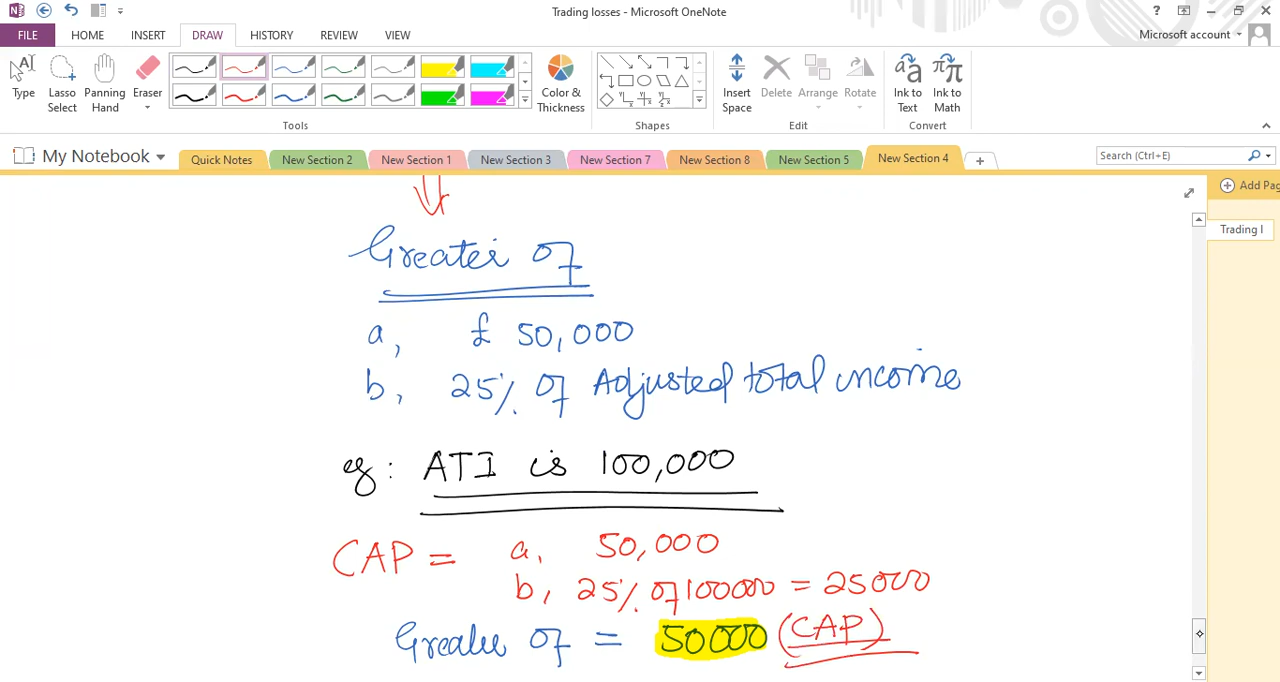 Trading losses - Microsoft OneNote
FILE HOME INSERT DRAW HISTORY REVIEW VIEW
Microsoft account
Type
Lasso Select
Panning Hand
Eraser
Color & Thickness
Insert Space
Delete
Arrange
Rotate
Ink to Text
Ink to Math
Tools Shapes Edit Convert
My Notebook Quick Notes New Section 2 New Section 1 New Section 3 New Section 7 New Section 8 New Section 5 New Section 4
Search (Ctrl+E)
Add Pag
Trading l
Greater of
a, £ 50,000
b, 25% of Adjusted total income
eg: ATI is 100,000
CAP = a, 50,000
b, 25% of 100000 = 25000
Greater of = 50000 (CAP)